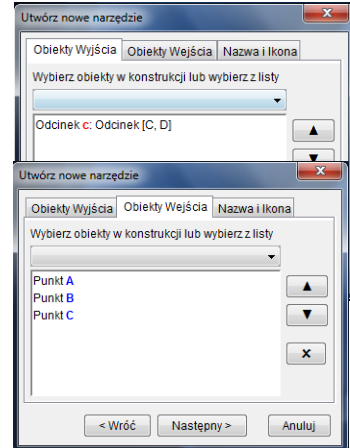 Utwórz nowe narzędzie
Obiekty Wyjścia Obiekty Wejścia Nazwa i Ikona
Wybierz obiekty w konstrukcji lub wybierz z listy
Odcinek c: Odcinek [C, D]
Utwórz nowe narzędzie
Obiekty Wyjścia Obiekty Wejścia Nazwa i Ikona
Wybierz obiekty w konstrukcji lub wybierz z listy
Punkt A
Punkt B
Punkt C
< Wróć Następny > Anuluj